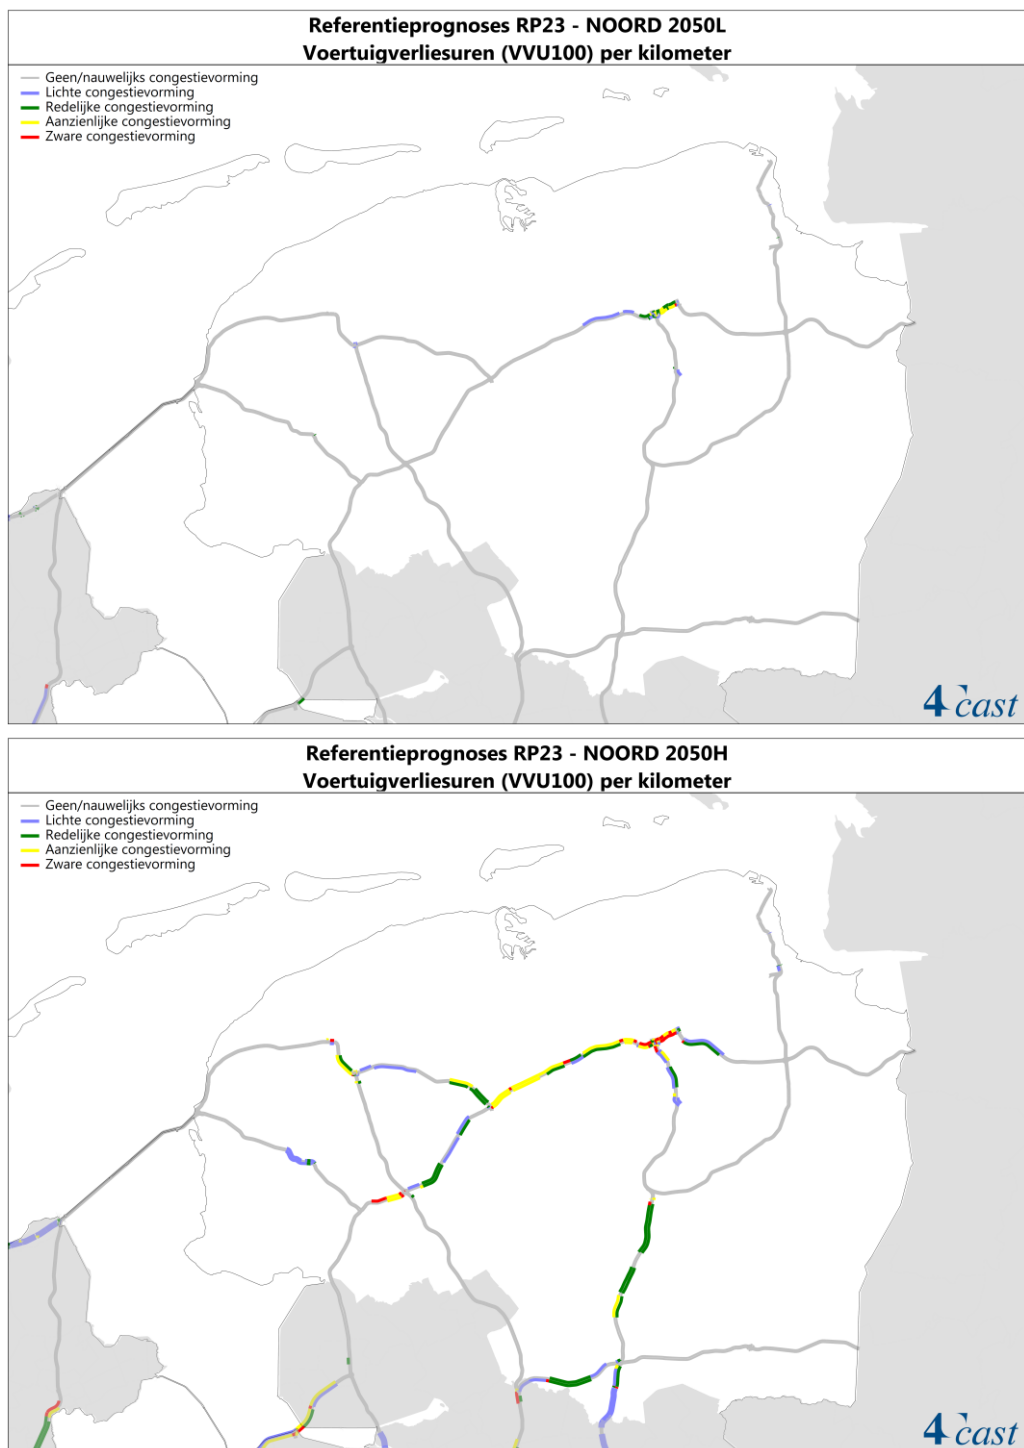 Referentieprognoses RP23 - NOORD 2050L
Voertuigverliesuren (VVU100) per kilometer
Geen/nauwelijks congestievorming
Lichte congestievorming
Redelijke congestievorming
Aanzienlijke congestievorming
Zware congestievorming
4cast
Referentieprognoses RP23 - NOORD 2050H
Voertuigverliesuren (VVU100) per kilometer
Geen/nauwelijks congestievorming
Lichte congestievorming
Redelijke congestievorming
Aanzienlijke congestievorming
Zware congestievorming
4cast